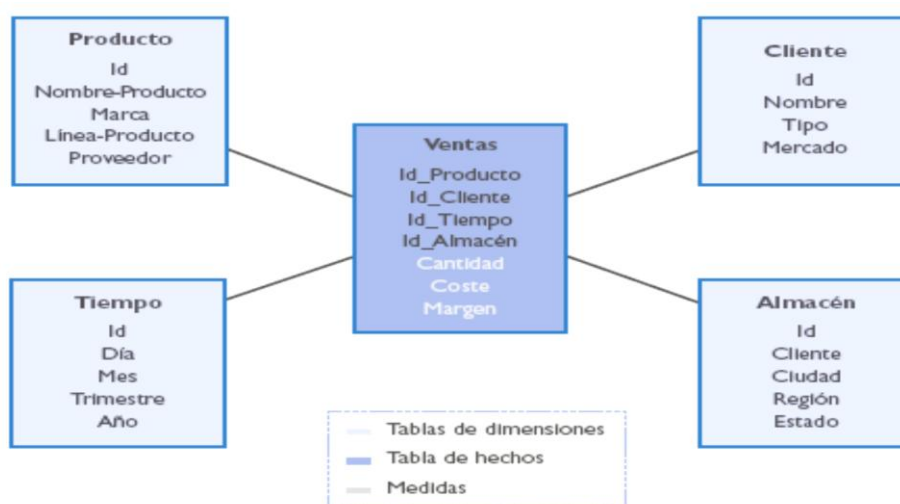 Producto
Id
Nombre-Producto
Marca
Línea-Producto
Proveedor
Cliente
Id
Nombre
Tipo
Mercado
Ventas
Id_Producto
Id_Cliente
Id_Tiempo
Id_Almacén
Cantidad
Coste
Margen
Tiempo
Id
Día
Mes
Trimestre
Año
Almacén
Id
Cliente
Ciudad
Región
Estado
Tablas de dimensiones
Tabla de hechos
Medidas